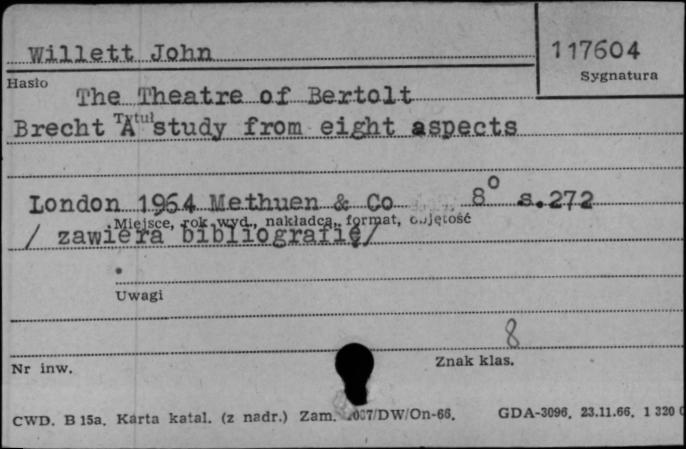 Willett John
117604
Hasło
Sygnatura
The Theatre of Bertolt
Brecht A study from eight aspects
Tytuł
London 1964 Methuen & Co 8° s.272
Miejsce, rok wyd., nakładca, format, objętość
/ zawiera bibliografię/
Uwagi
8
Nr inw.
Znak klas.
CWD. B 15a. Karta katal. (z nadr.) Zam. /DW/On-66. GDA-3096. 23.11.66. 1 320